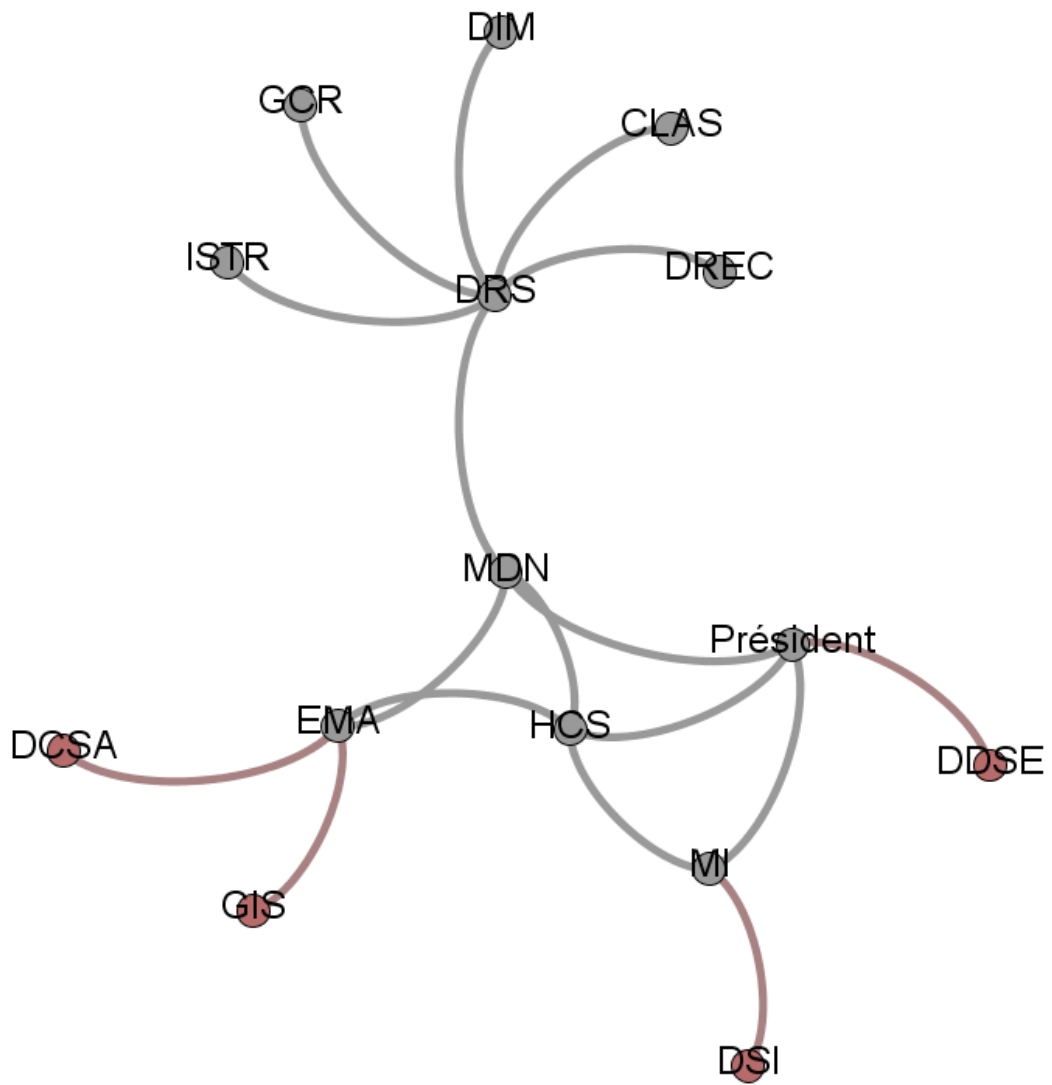 DIM
GCR
CLAS
ISTR
DREC
DRS
MDN
Président
EMA
HCS
DCSA
DDSE
MI
GIS
DSI